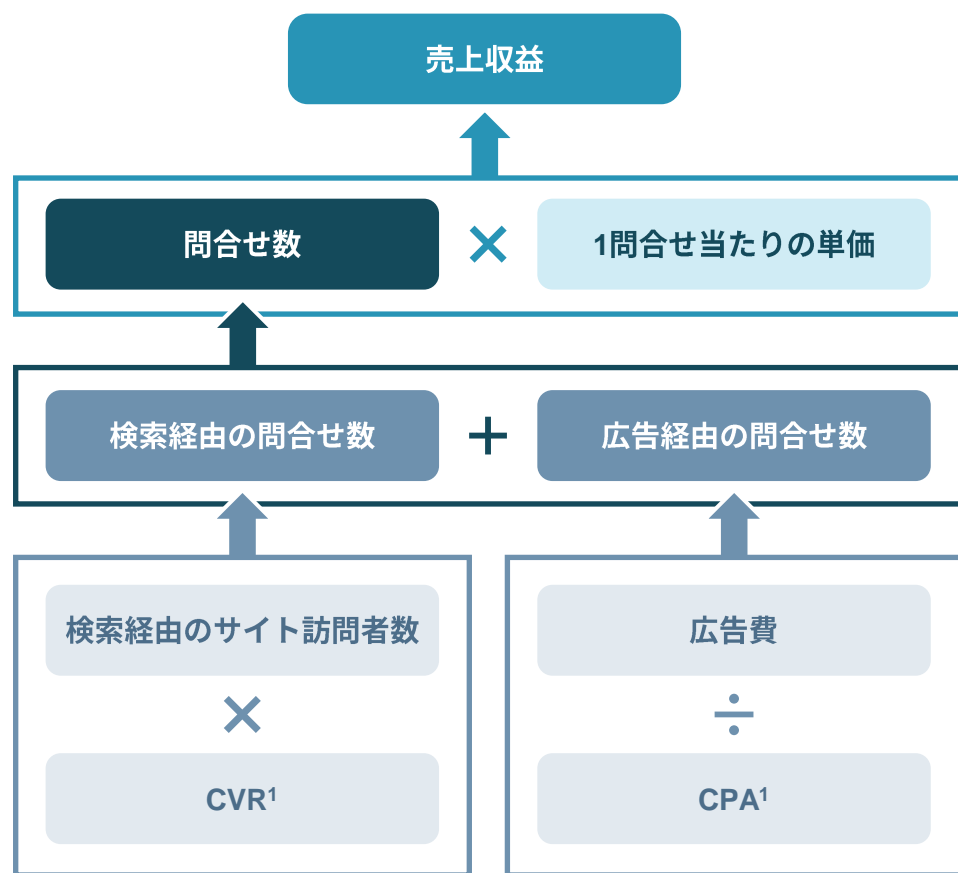 売上収益
問合せ数
×
1問合せ当たりの単価
検索経由の問合せ数
+
広告経由の問合せ数
検索経由のサイト訪問者数
×
CVR¹
広告費
÷
CPA¹